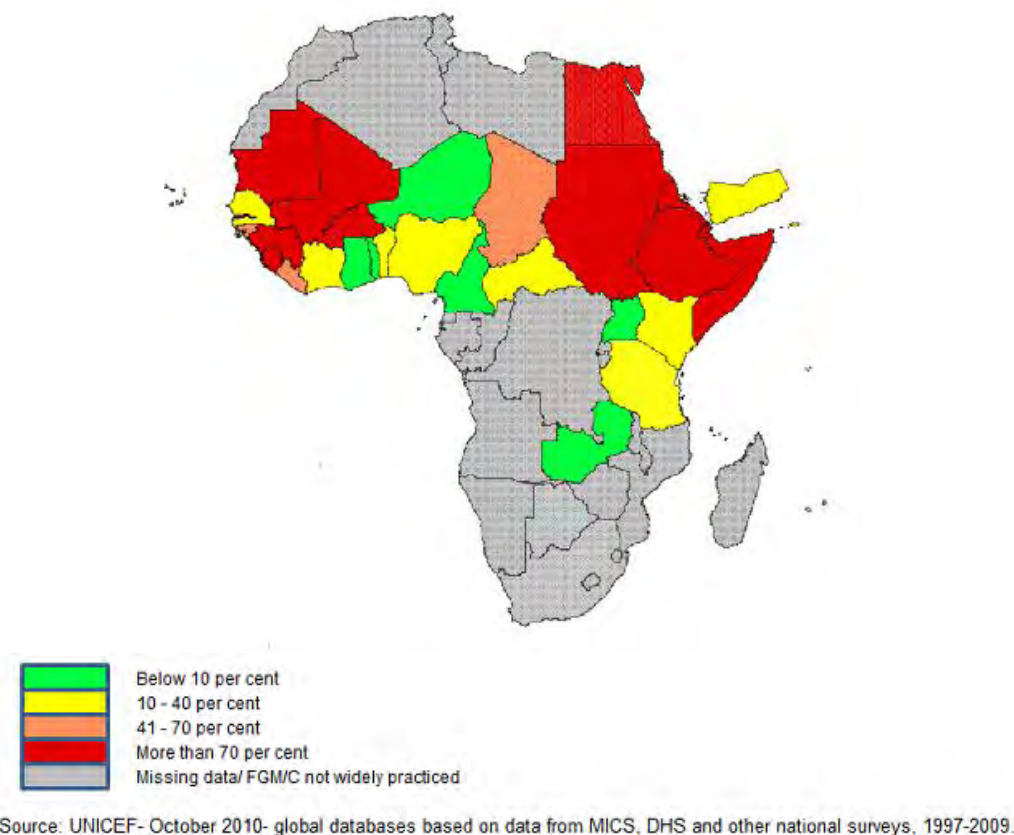 Below 10 per cent
10 - 40 per cent
41 - 70 per cent
More than 70 per cent
Missing data/ FGM/C not widely practiced
Source: UNICEF- October 2010- global databases based on data from MICS, DHS and other national surveys, 1997-2009.